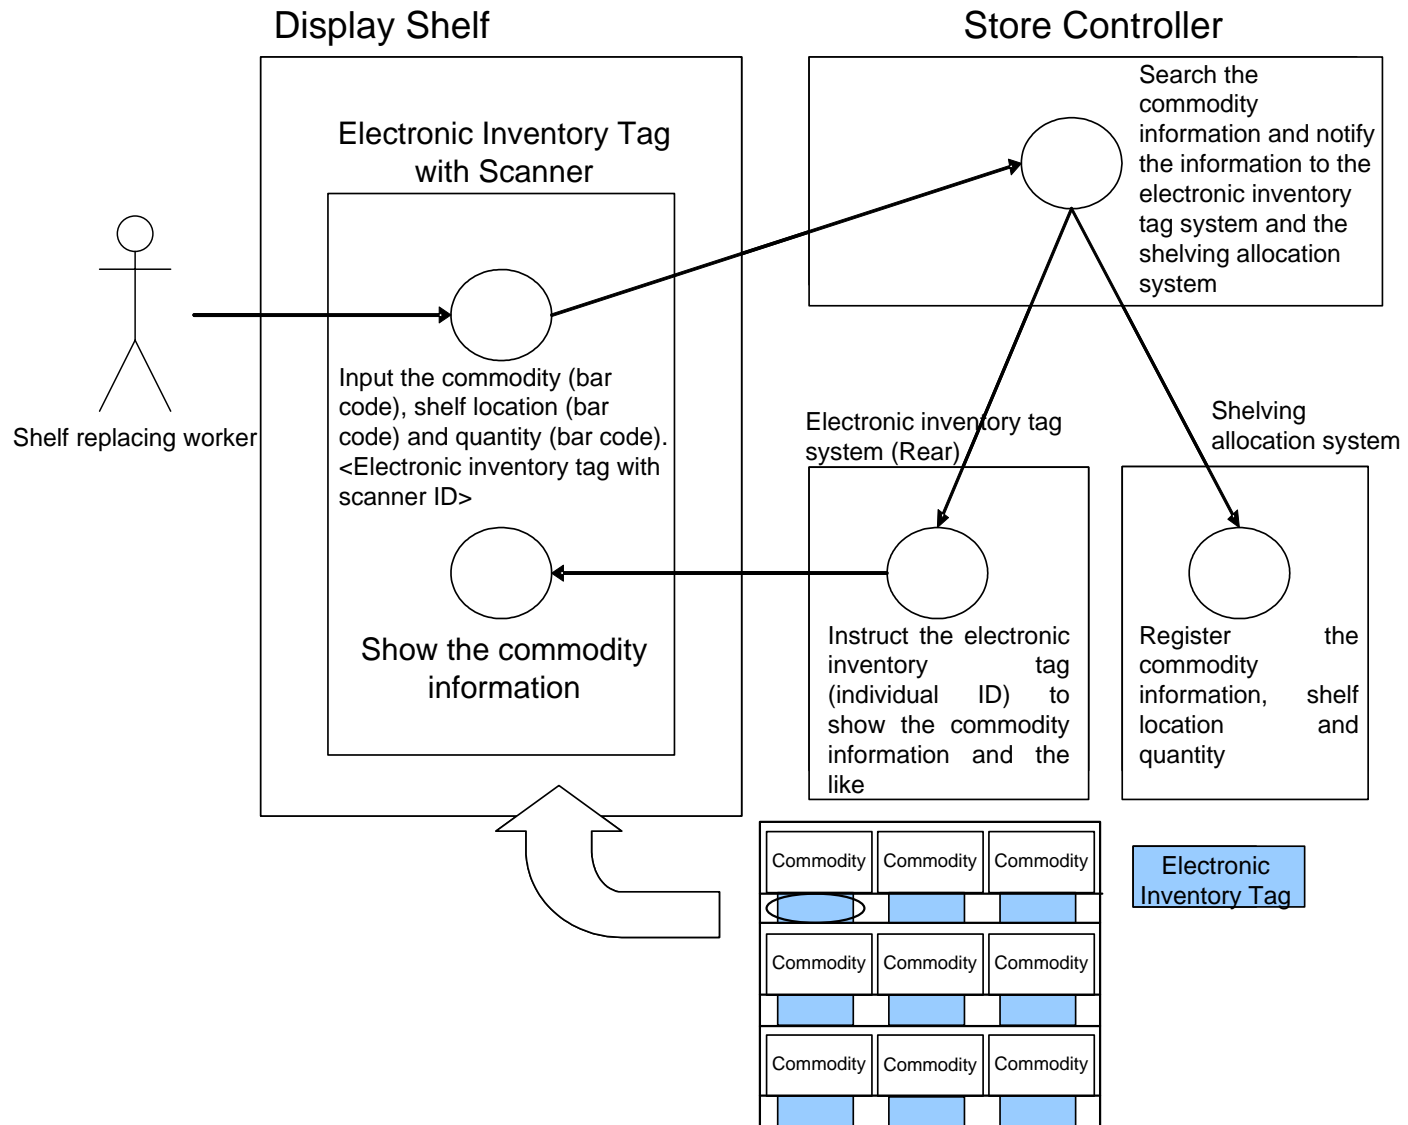 Display Shelf
Store Controller
Electronic Inventory Tag
with Scanner
Search the
commodity
information and notify
the information to the
electronic inventory
tag system and the
shelving allocation
system
Shelf replacing worker
Input the commodity (bar
code), shelf location (bar
code) and quantity (bar code).
<Electronic inventory tag with
scanner ID>
Electronic inventory tag
system (Rear)
Shelving
allocation system
Show the commodity
information
Instruct the electronic
inventory tag
(individual ID) to
show the commodity
information and the
like
Register the
commodity
information, shelf
location and
quantity
Commodity Commodity Commodity
Electronic
Inventory Tag
Commodity Commodity Commodity
Commodity Commodity Commodity